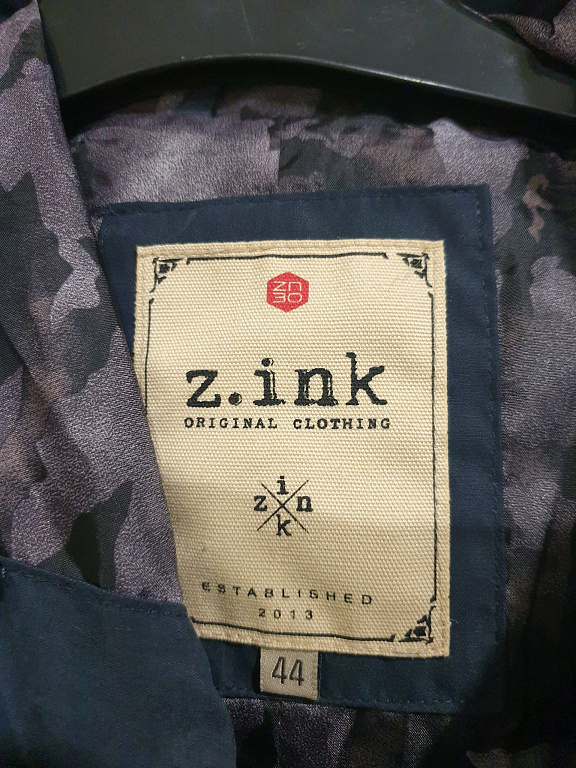 Zn
30
z.ink
ORIGINAL CLOTHING
i
z n
k
ESTABLISHED
2013
44